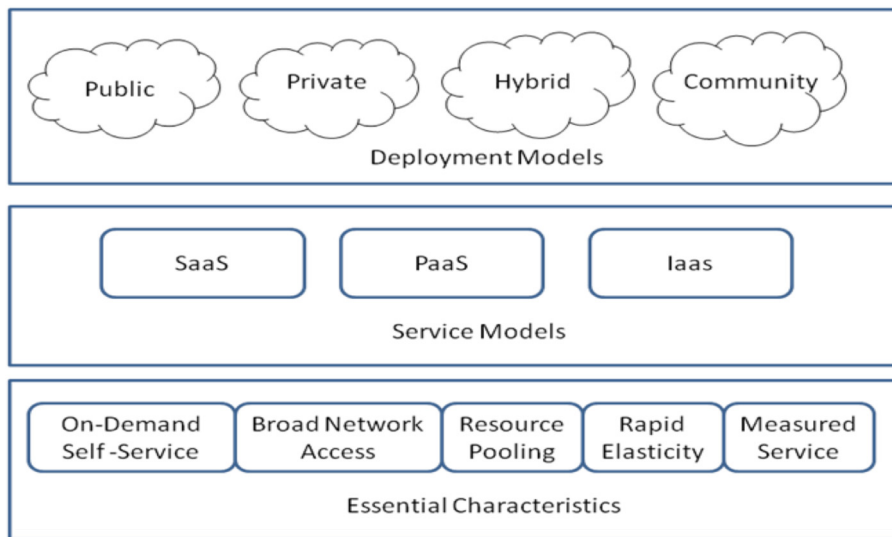 Public
Private
Hybrid
Community
Deployment Models
SaaS
PaaS
Iaas
Service Models
On-Demand
Self -Service
Broad Network
Access
Resource
Pooling
Rapid
Elasticity
Measured
Service
Essential Characteristics